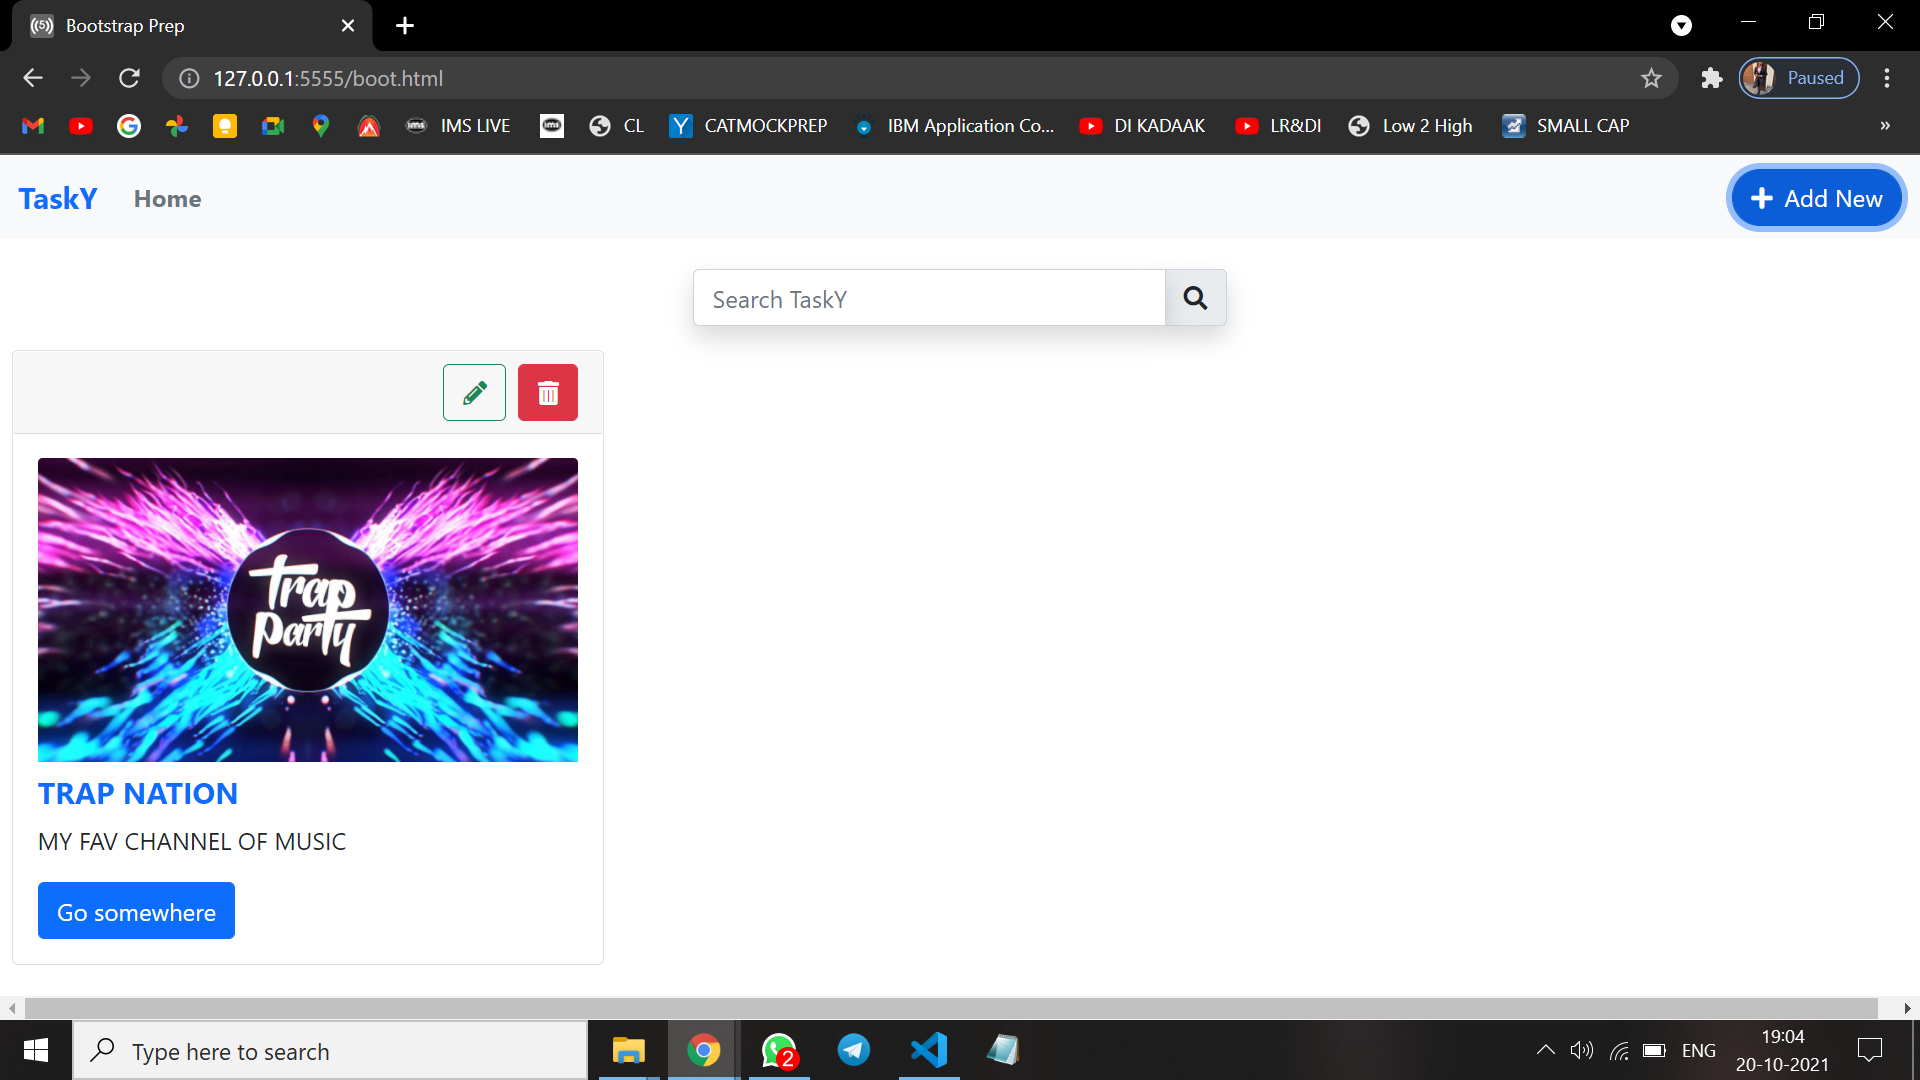 Bootstrap Prep
127.0.0.1:5555/boot.html
Paused
IMS LIVE
CL
Y CATMOCKPREP
IBM Application Co...
DI KADAAK
LR&DI
Low 2 High
SMALL CAP
»
TaskY Home
Add New
Search TaskY
trap
party
TRAP NATION
MY FAV CHANNEL OF MUSIC
Go somewhere
Type here to search
2
ENG
19:04
20-10-2021